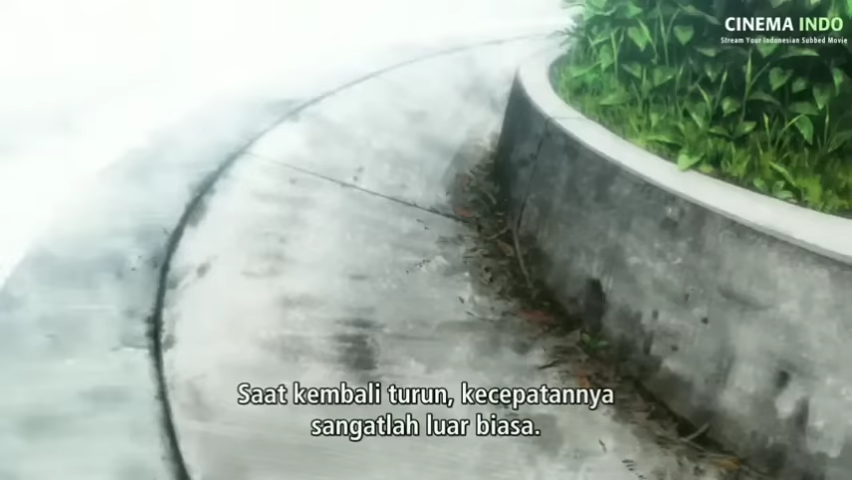 CINEMA INDO
Stream Your Indonesian Subbed Movie
Saat kembali turun, kecepatannya
sangatlah luar biasa.